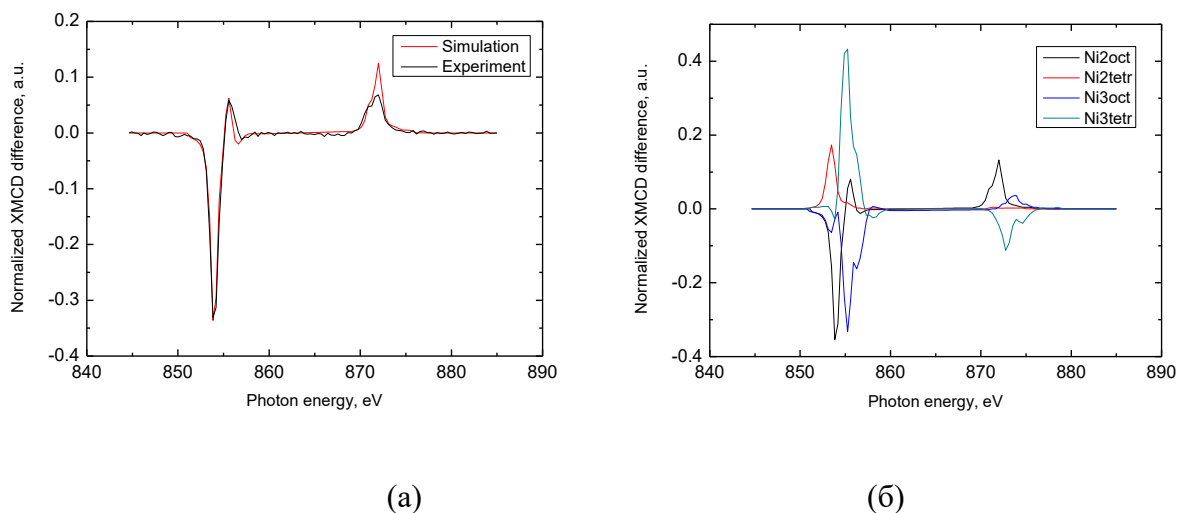 0.2
0.1
0.0
-0.1
-0.2
-0.3
-0.4
840
850
860
870
880
890
Normalized XMCD difference, a.u.
Photon energy, eV
Simulation
Experiment
(а)
0.4
0.2
0.0
-0.2
-0.4
840
850
860
870
880
890
Normalized XMCD difference, a.u.
Photon energy, eV
Ni2oct
Ni2tetr
Ni3oct
Ni3tetr
(б)